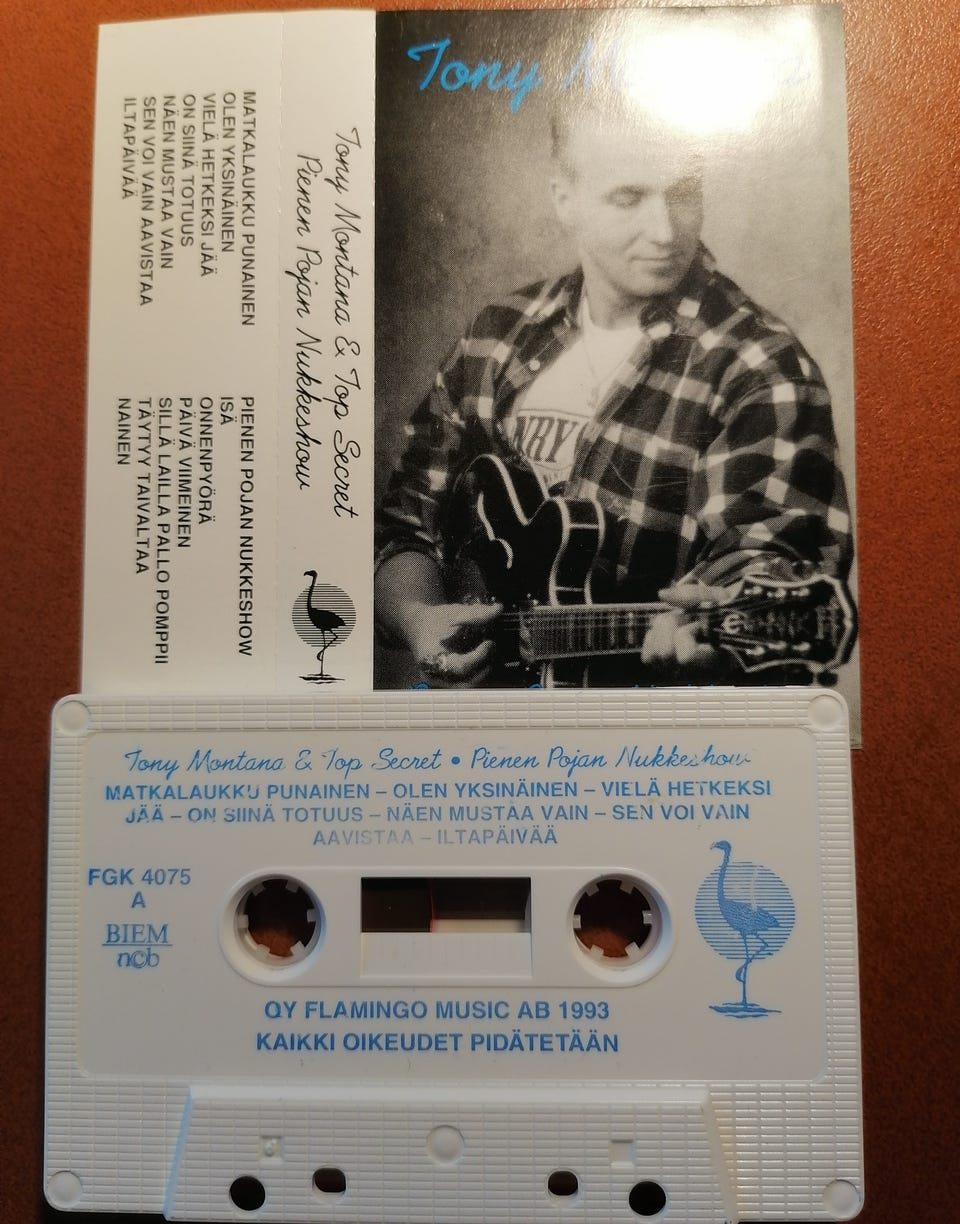 MATKALAUKKU PUNAINEN
OLEN YKSINÄINEN
VIELÄ HETKEKSI JÄÄ
ON SIINÄ TOTUUS
NÄEN MUSTAA VAIN
SEN VOI VAIN AAVISTAA
ILTAPÄIVÄÄ
PIENEN POJAN NUKKESHOW
ISÄ
ONNENPYÖRÄ
PÄIVÄ VIIMEINEN
SILLÄ LAILLA PALLO POMPPII
TÄYTYY TAIVALTAA
NAINEN
Tony Montana & Top Secret
Pienen Pojan Nukkeshow
Tony
Tony Montana & Top Secret • Pienen Pojan Nukkeshow
MATKALAUKKU PUNAINEN – OLEN YKSINÄINEN – VIELÄ HETKEKSI
JÄÄ – ON SIINÄ TOTUUS – NÄEN MUSTAA VAIN – SEN VOI VAIN
AAVISTAA – ILTAPÄIVÄÄ
FGK 4075
A
BIEM
ncb
OY FLAMINGO MUSIC AB 1993
KAIKKI OIKEUDET PIDÄTETÄÄN